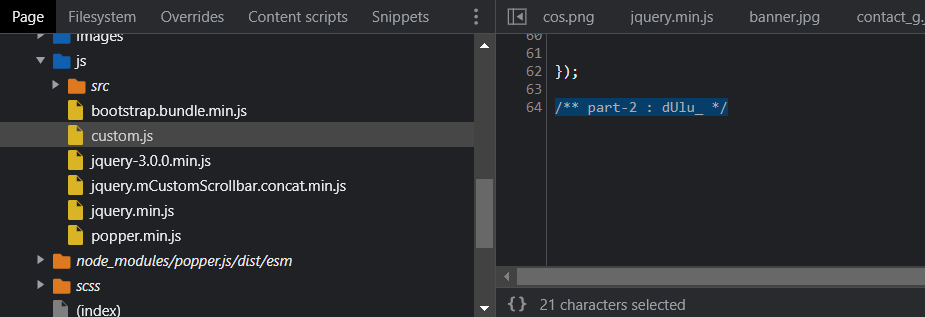 Page Filesystem Overrides Content scripts Snippets
images
js
src
bootstrap.bundle.min.js
custom.js
jquery-3.0.0.min.js
jquery.mCustomScrollbar.concat.min.js
jquery.min.js
popper.min.js
node_modules/popper.js/dist/esm
scss
(index)
cos.png jquery.min.js banner.jpg contact_g.
60
61
62 });
63
64 /** part-2 : dUlu_ */
{} 21 characters selected